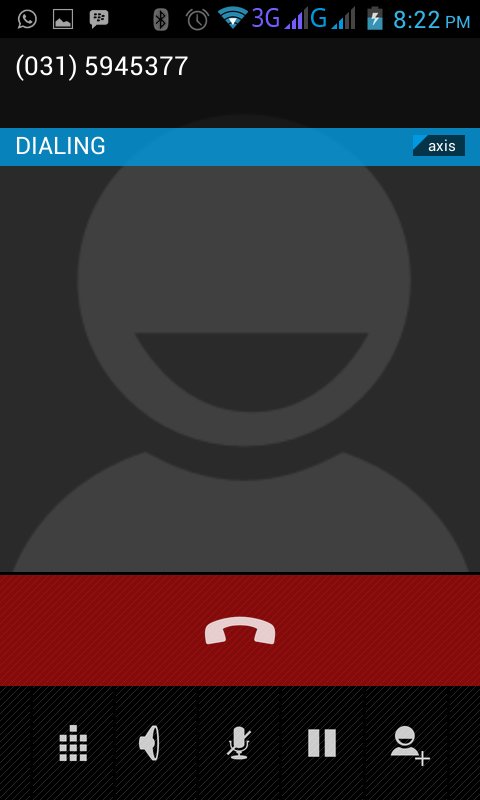 3G G 8:22 PM
(031) 5945377
DIALING axis